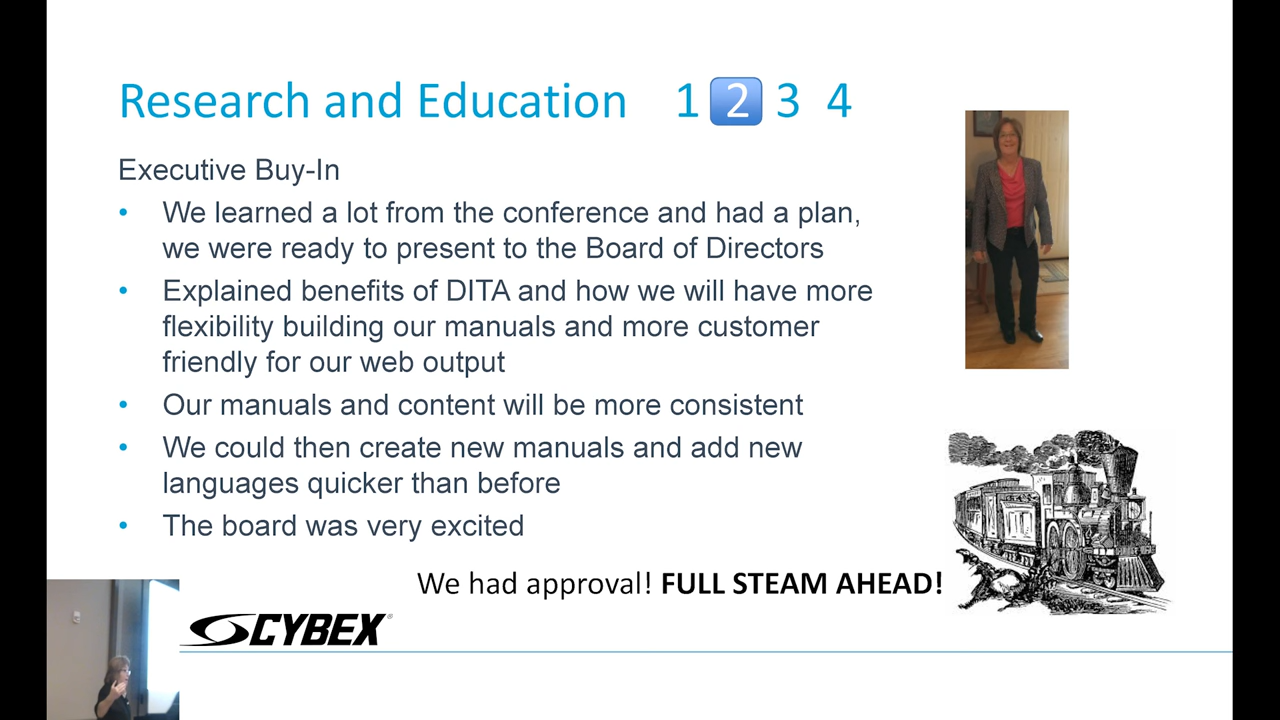 Research and Education 1 2 3 4
Executive Buy-In
• We learned a lot from the conference and had a plan,
we were ready to present to the Board of Directors
• Explained benefits of DITA and how we will have more
flexibility building our manuals and more customer
friendly for our web output
• Our manuals and content will be more consistent
• We could then create new manuals and add new
languages quicker than before
• The board was very excited
We had approval! FULL STEAM AHEAD!
CYBEX®